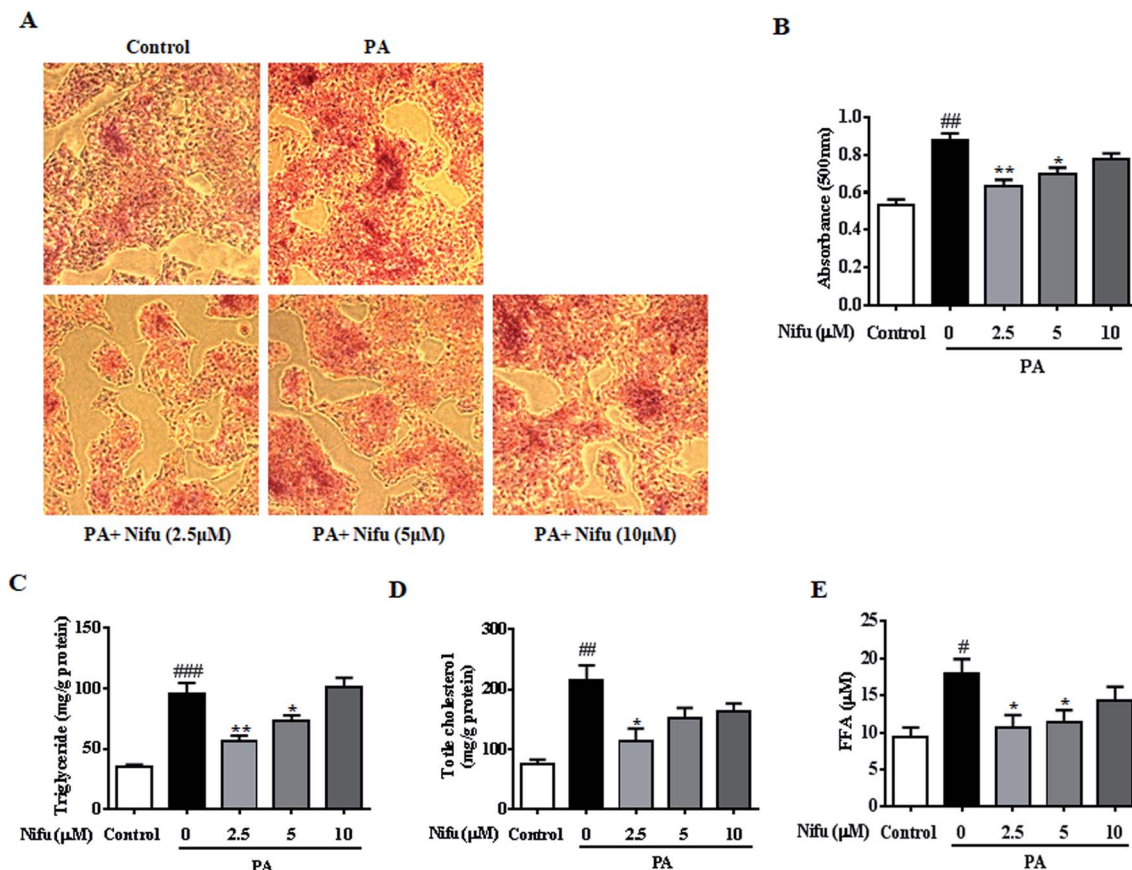 A
Control PA
PA+ Nifu (2.5μM) PA+ Nifu (5μM) PA+ Nifu (10μM)
B
Absorbance (500nm)
1.0
0.8
0.6
0.4
0.2
0.0
##
**
*
Nifu (μM) Control 0 2.5 5 10
PA
C
Triglyceride (mg/g protein)
150
100
50
0
###
**
*
Nifu (μM) Control 0 2.5 5 10
PA
D
Totle cholesterol
(mg/g protein)
300
200
100
0
##
*
Nifu (μM) Control 0 2.5 5 10
PA
E
FFA (μM)
25
20
15
10
5
0
#
*
*
Nifu (μM) Control 0 2.5 5 10
PA